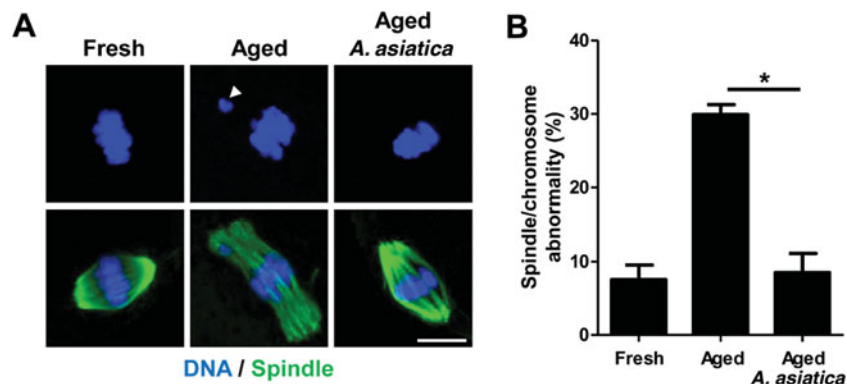 A
Fresh
Aged
Aged
A. asiatica
DNA / Spindle
B
Spindle/chromosome
abnormality (%)
40
30
20
10
0
*
Fresh
Aged
Aged
A. asiatica